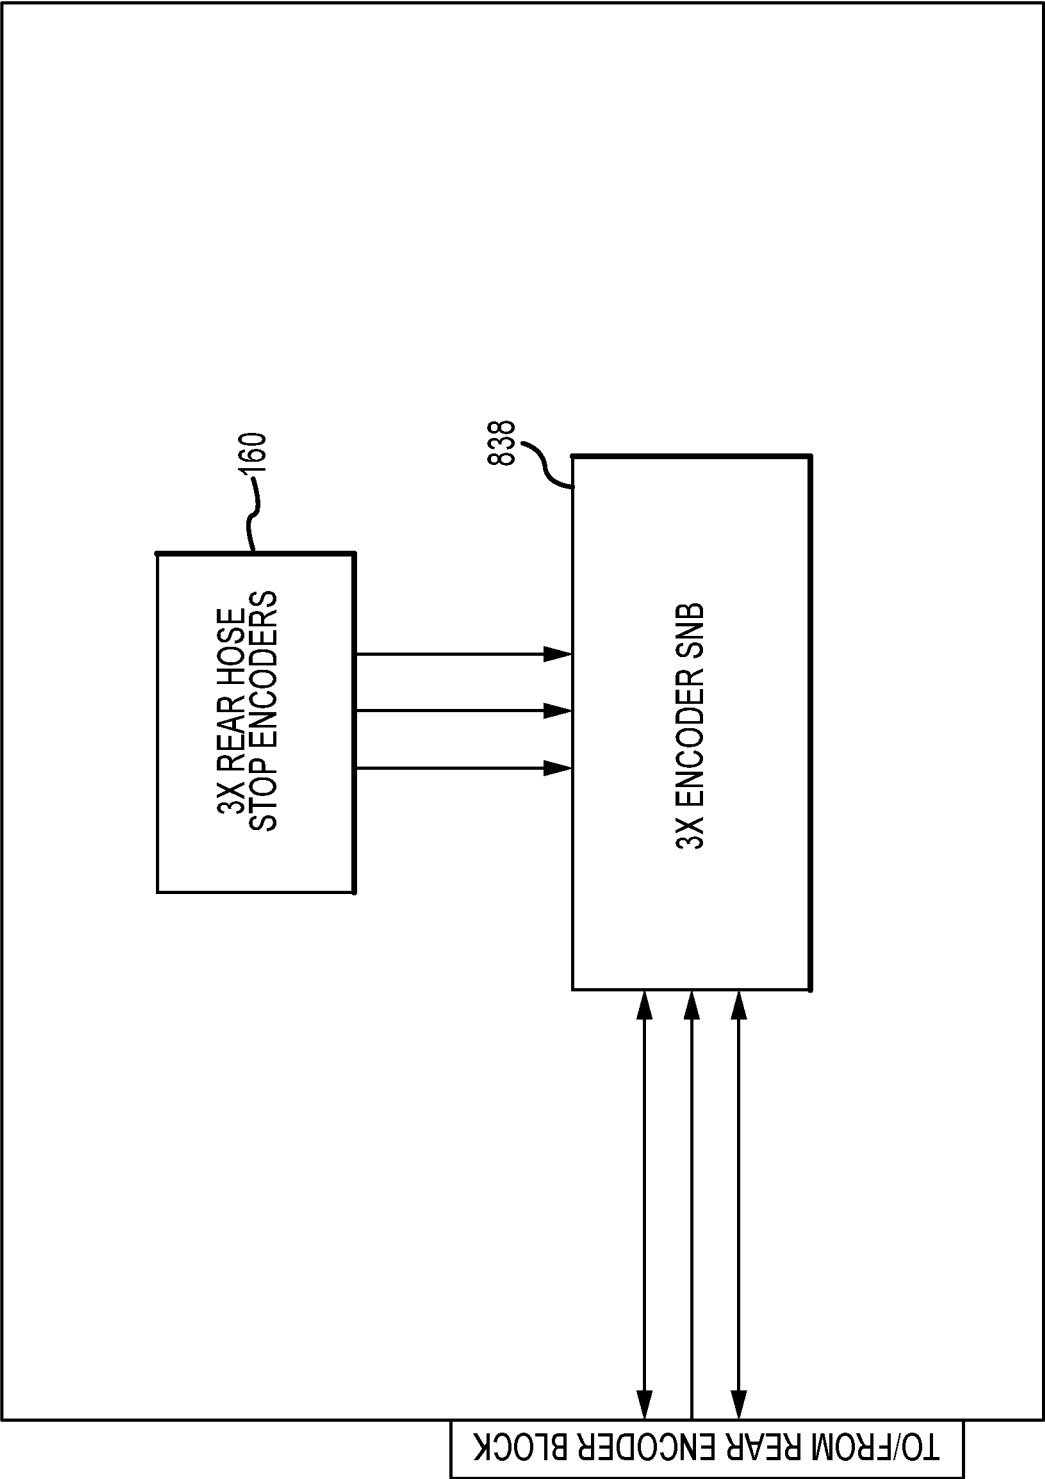 3X REAR HOSE
STOP ENCODERS
160
838
3X ENCODER SNB
TO/FROM REAR ENCODER BLOCK